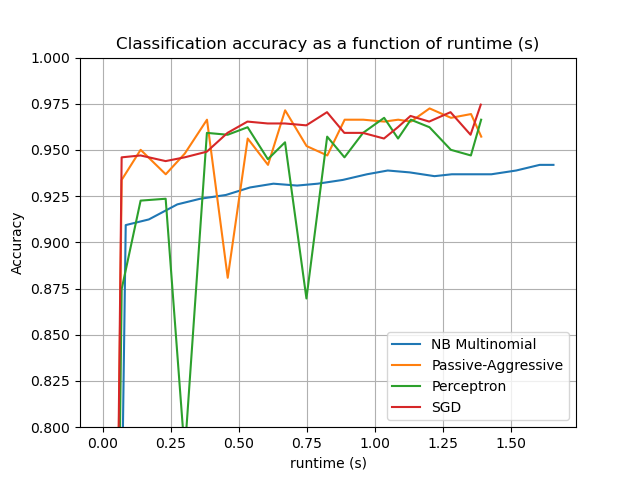 Classification accuracy as a function of runtime (s)
1.000
0.975
0.950
0.925
0.900
0.875
0.850
0.825
0.800
Accuracy
NB Multinomial
Passive-Aggressive
Perceptron
SGD
0.00 0.25 0.50 0.75 1.00 1.25 1.50
runtime (s)